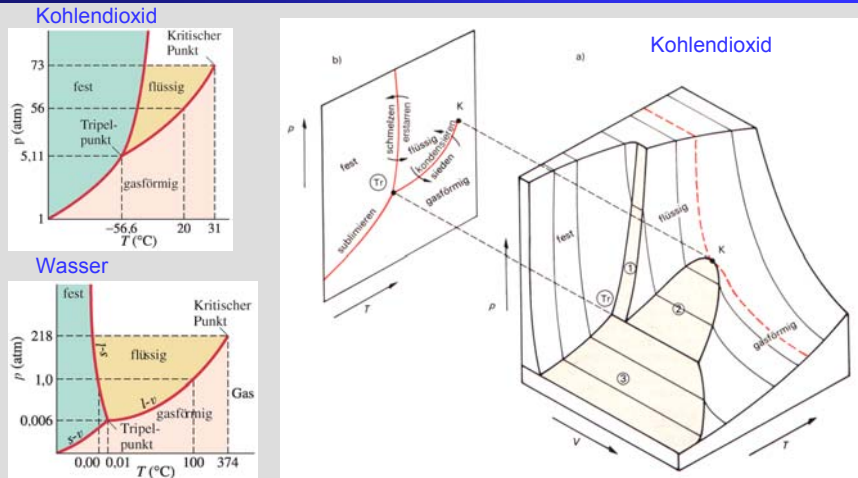 Kohlendioxid
Kritischer
Punkt
73
fest
flüssig
56
Tripel-
punkt
5,11
gasförmig
1
−56,6
20
31
T (°C)
p (atm)
Wasser
fest
Kritischer
Punkt
218
s-l
flüssig
1,0
l-v
Gas
gasförmig
0,006
s-v
Tripel-
punkt
0,00
0,01
100
374
T (°C)
p (atm)
b)
p
fest
schmelzen
erstarren
flüssig
kondensieren
sieden
K
Tr
gasförmig
sublimieren
T
a)
Kohlendioxid
fest
flüssig
K
1
Tr
2
gasförmig
3
p
V
T